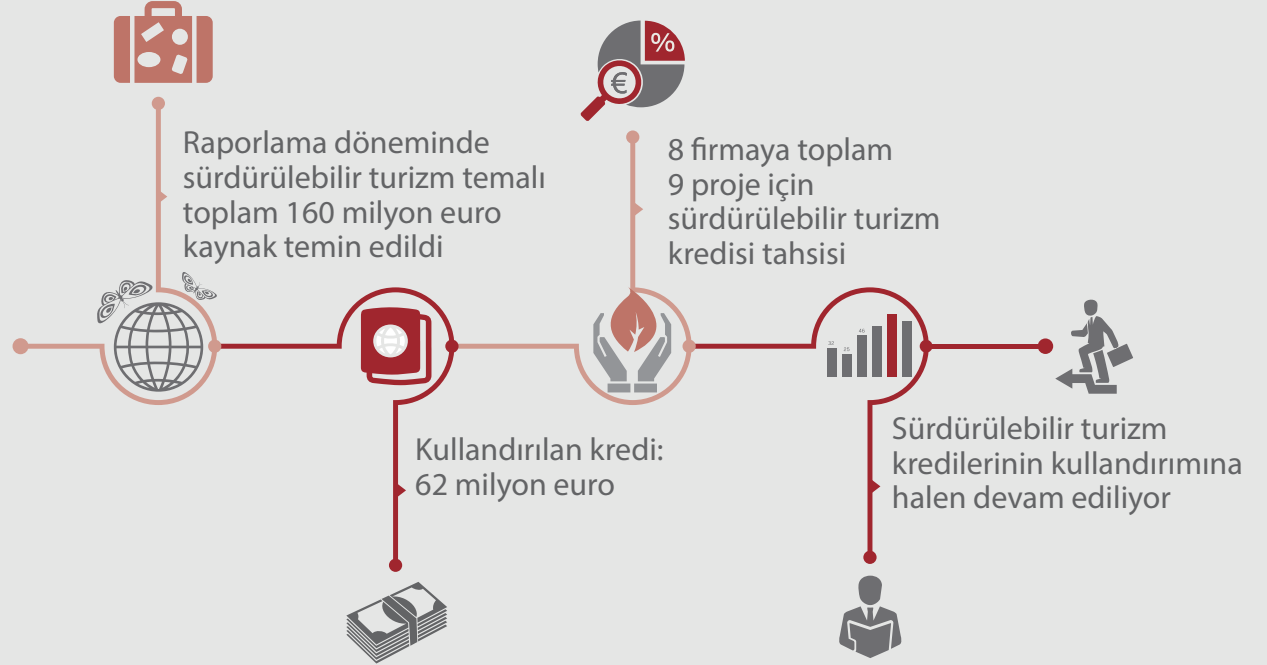 %
€
Raporlama döneminde
sürdürülebilir turizm temalı
toplam 160 milyon euro
kaynak temin edildi
8 firmaya toplam
9 proje için
sürdürülebilir turizm
kredisi tahsisi
32
25
45
Kullandırılan kredi:
62 milyon euro
Sürdürülebilir turizm
kredilerinin kullandırımına
halen devam ediliyor